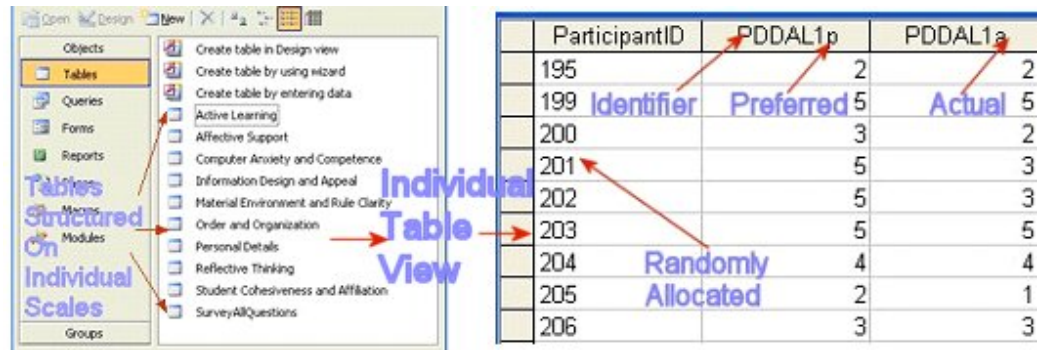 Open Design New
Objects
Tables
Queries
Forms
Reports
Modules
Groups
Create table in Design view
Create table by using wizard
Create table by entering data
Active Learning
Affective Support
Computer Anxiety and Competence
Information Design and Appeal
Material Environment and Rule Clarity
Order and Organization
Personal Details
Reflective Thinking
Student Cohesiveness and Affiliation
SurveyAllQuestions
Tables
Structured
On
Individual
Scales
Individual
Table
View
ParticipantID PDDAL1p PDDAL1a
195 2 2
199 5 5
200 3 2
201 5 3
202 5 3
203 5 5
204 4 4
205 2 1
206 3 3
Identifier Preferred Actual
Randomly
Allocated